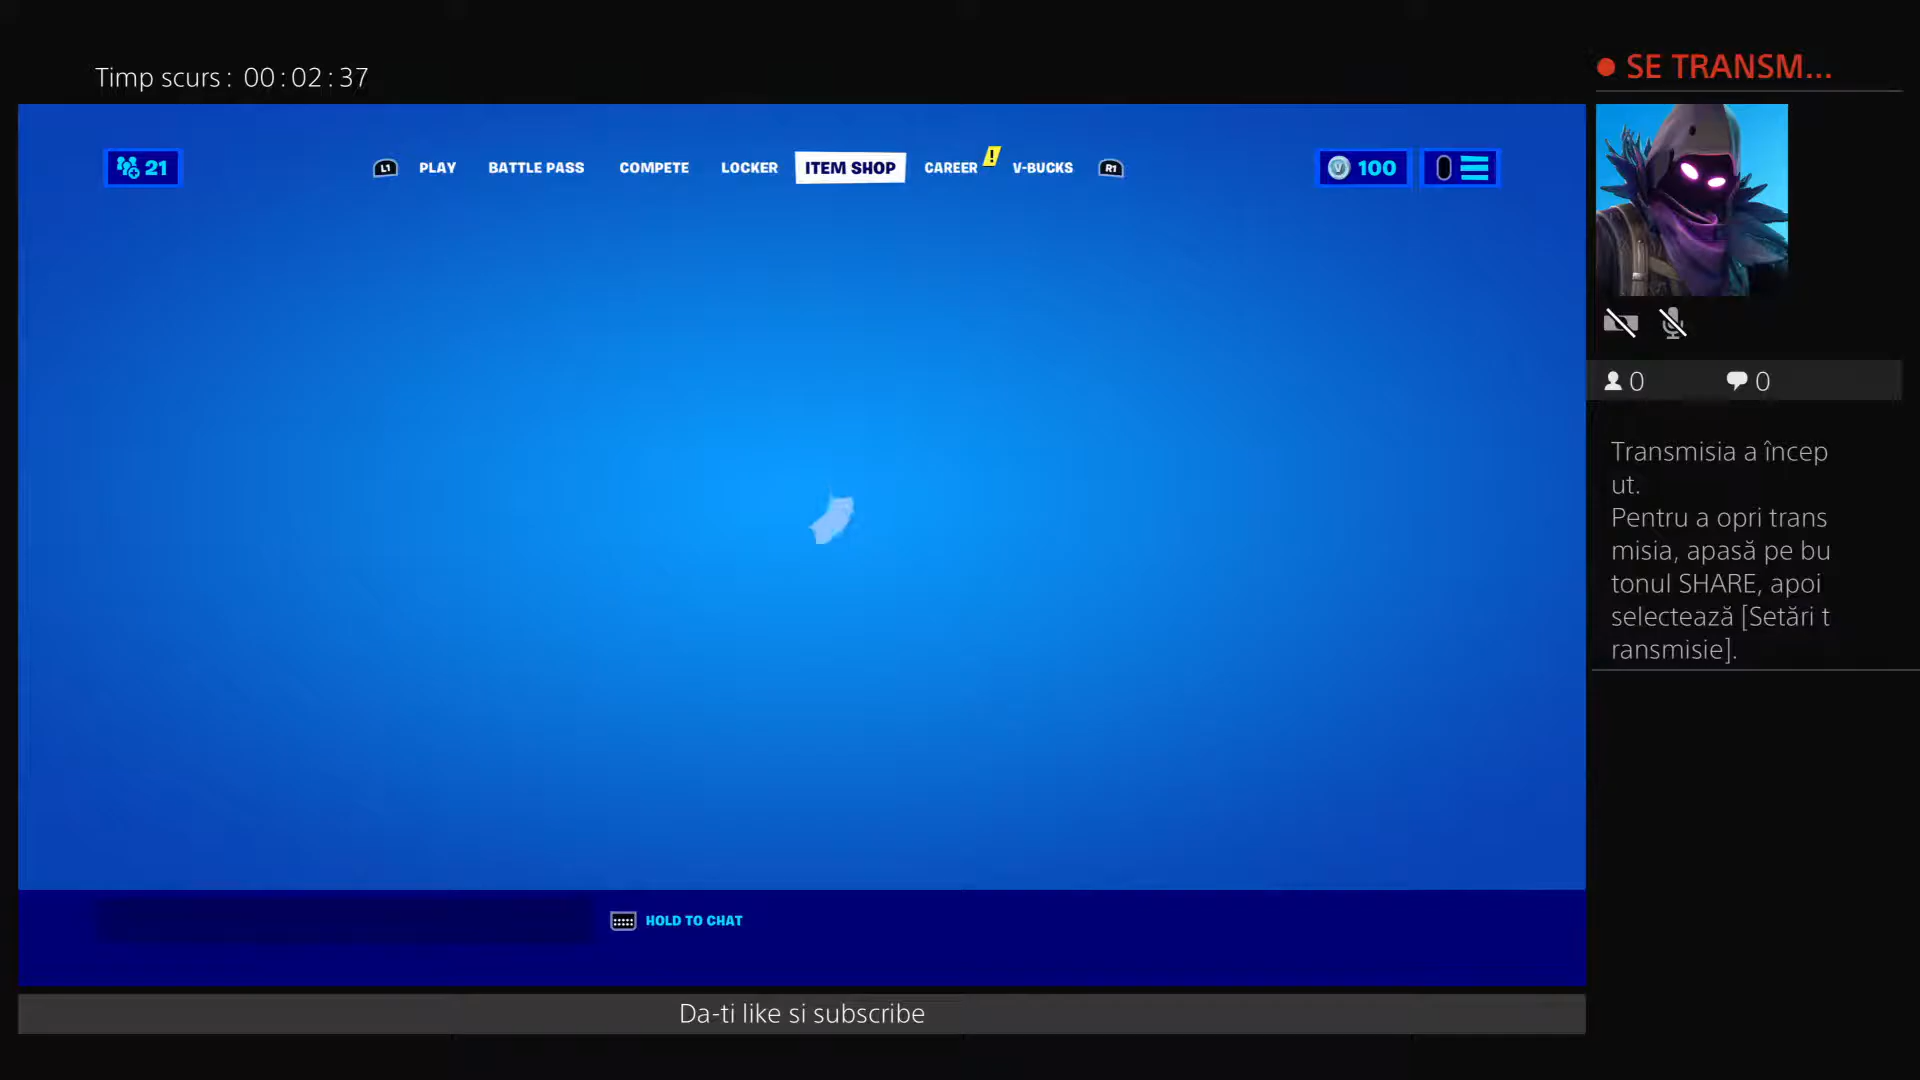 Timp scurs: 00:02:37
SE TRANSM...
21
L1 PLAY BATTLE PASS COMPETE LOCKER ITEM SHOP CAREER ! V-BUCKS R1
V 100
0 0
Transmisia a încep
ut.
Pentru a opri trans
misia, apasă pe bu
tonul SHARE, apoi
selectează [Setări t
ransmisie].
HOLD TO CHAT
Da-ti like si subscribe